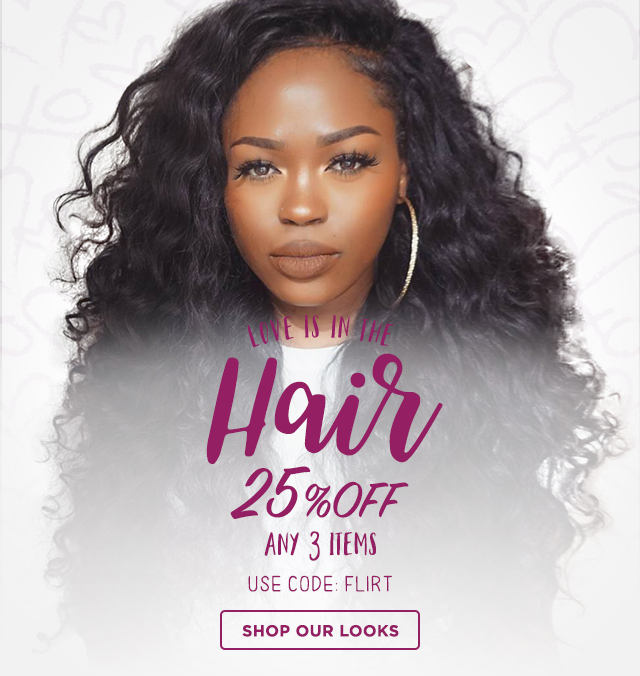 LOVE IS IN THE
Hair
25% OFF
ANY 3 ITEMS
USE CODE: FLIRT
SHOP OUR LOOKS